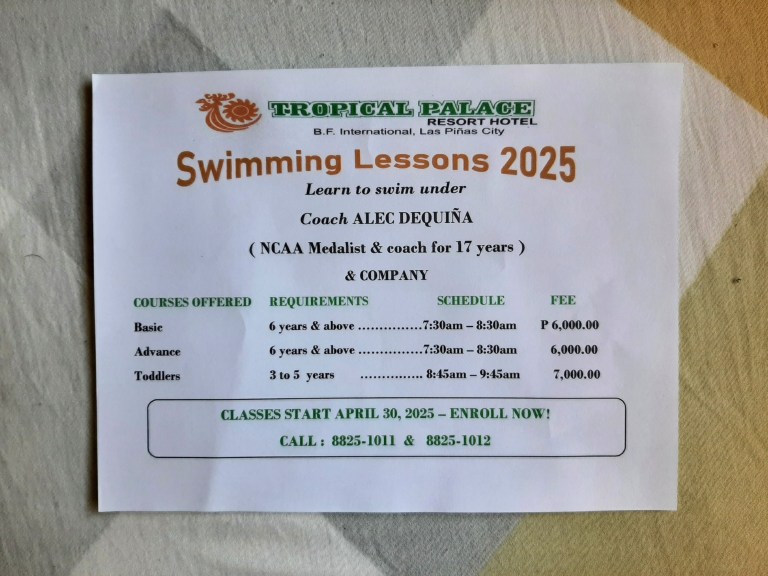 TROPICAL PALACE
RESORT HOTEL
B.F. International, Las Piñas City
Swimming Lessons 2025
Learn to swim under
Coach ALEC DEQUIÑA
( NCAA Medalist & coach for 17 years )
& COMPANY
COURSES OFFERED REQUIREMENTS SCHEDULE FEE
Basic 6 years & above ...............7:30am – 8:30am P 6,000.00
Advance 6 years & above ...............7:30am – 8:30am 6,000.00
Toddlers 3 to 5 years ............... 8:45am – 9:45am 7,000.00
CLASSES START APRIL 30, 2025 – ENROLL NOW!
CALL : 8825-1011 & 8825-1012